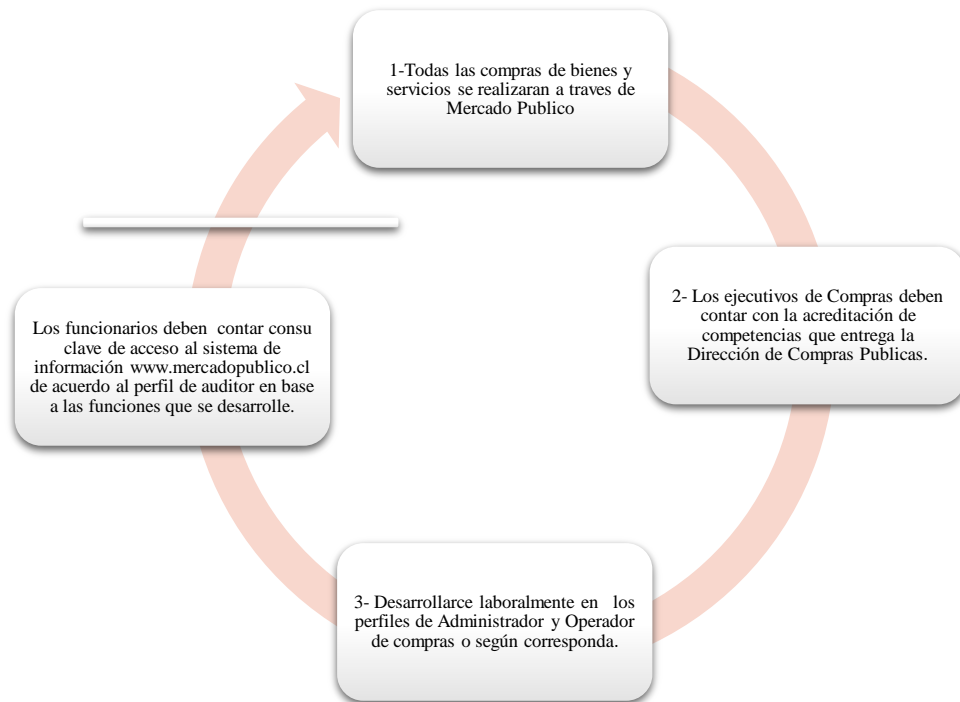 1-Todas las compras de bienes y
servicios se realizaran a traves de
Mercado Publico
2- Los ejecutivos de Compras deben
contar con la acreditación de
competencias que entrega la
Dirección de Compras Publicas.
3- Desarrollarce laboralmente en los
perfiles de Administrador y Operador
de compras o según corresponda.
Los funcionarios deben contar consu
clave de acceso al sistema de
información www.mercadopublico.cl
de acuerdo al perfil de auditor en base
a las funciones que se desarrolle.